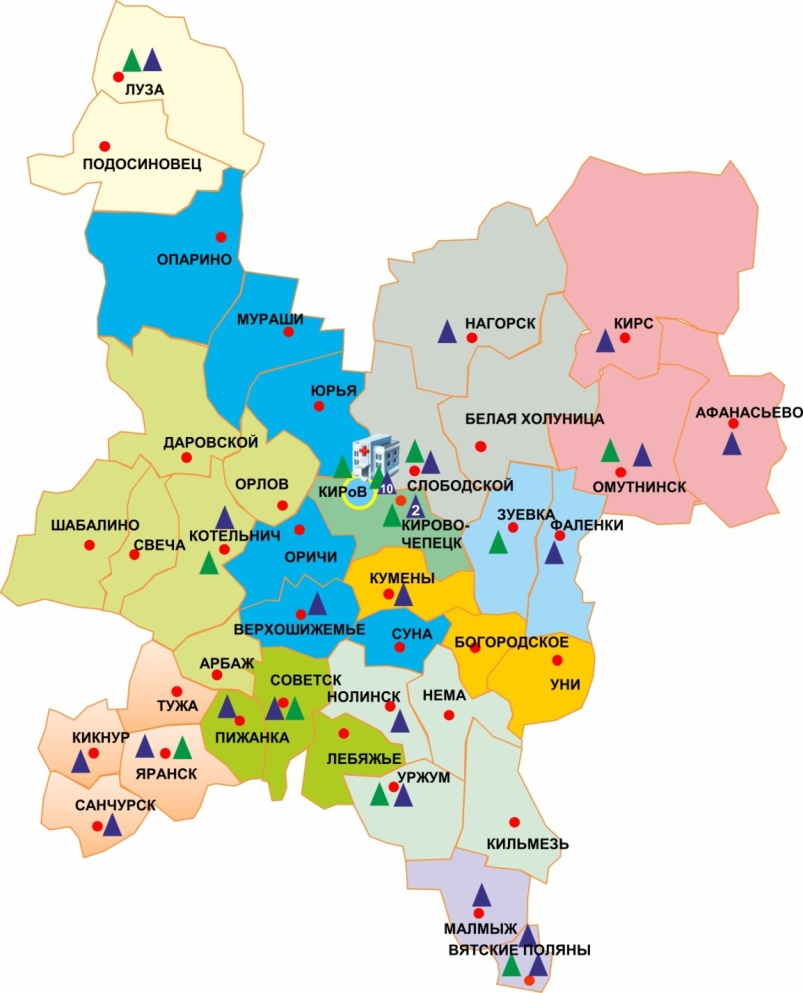 ЛУЗА
ПОДОСИНОВЕЦ
ОПАРИНО
МУРАШИ
НАГОРСК
КИРС
ЮРЬЯ
АФАНАСЬЕВО
БЕЛАЯ ХОЛУНИЦА
ДАРОВСКОЙ
ОРЛОВ
КИРоВ
10
СЛОБОДСКОЙ
ОМУТНИНСК
2
ШАБАЛИНО
СВЕЧА
КОТЕЛЬНИЧ
КИРОВО-
ЧЕПЕЦК
ЗУЕВКА
ФАЛЕНКИ
ОРИЧИ
КУМЕНЫ
ВЕРХОШИЖЕМЬЕ
СУНА
БОГОРОДСКОЕ
АРБАЖ
СОВЕТСК
УНИ
ТУЖА
НОЛИНСК
НЕМА
КИКНУР
ПИЖАНКА
ЛЕБЯЖЬЕ
ЯРАНСК
УРЖУМ
САНЧУРСК
КИЛЬМЕЗЬ
МАЛМЫЖ
ВЯТСКИЕ ПОЛЯНЫ